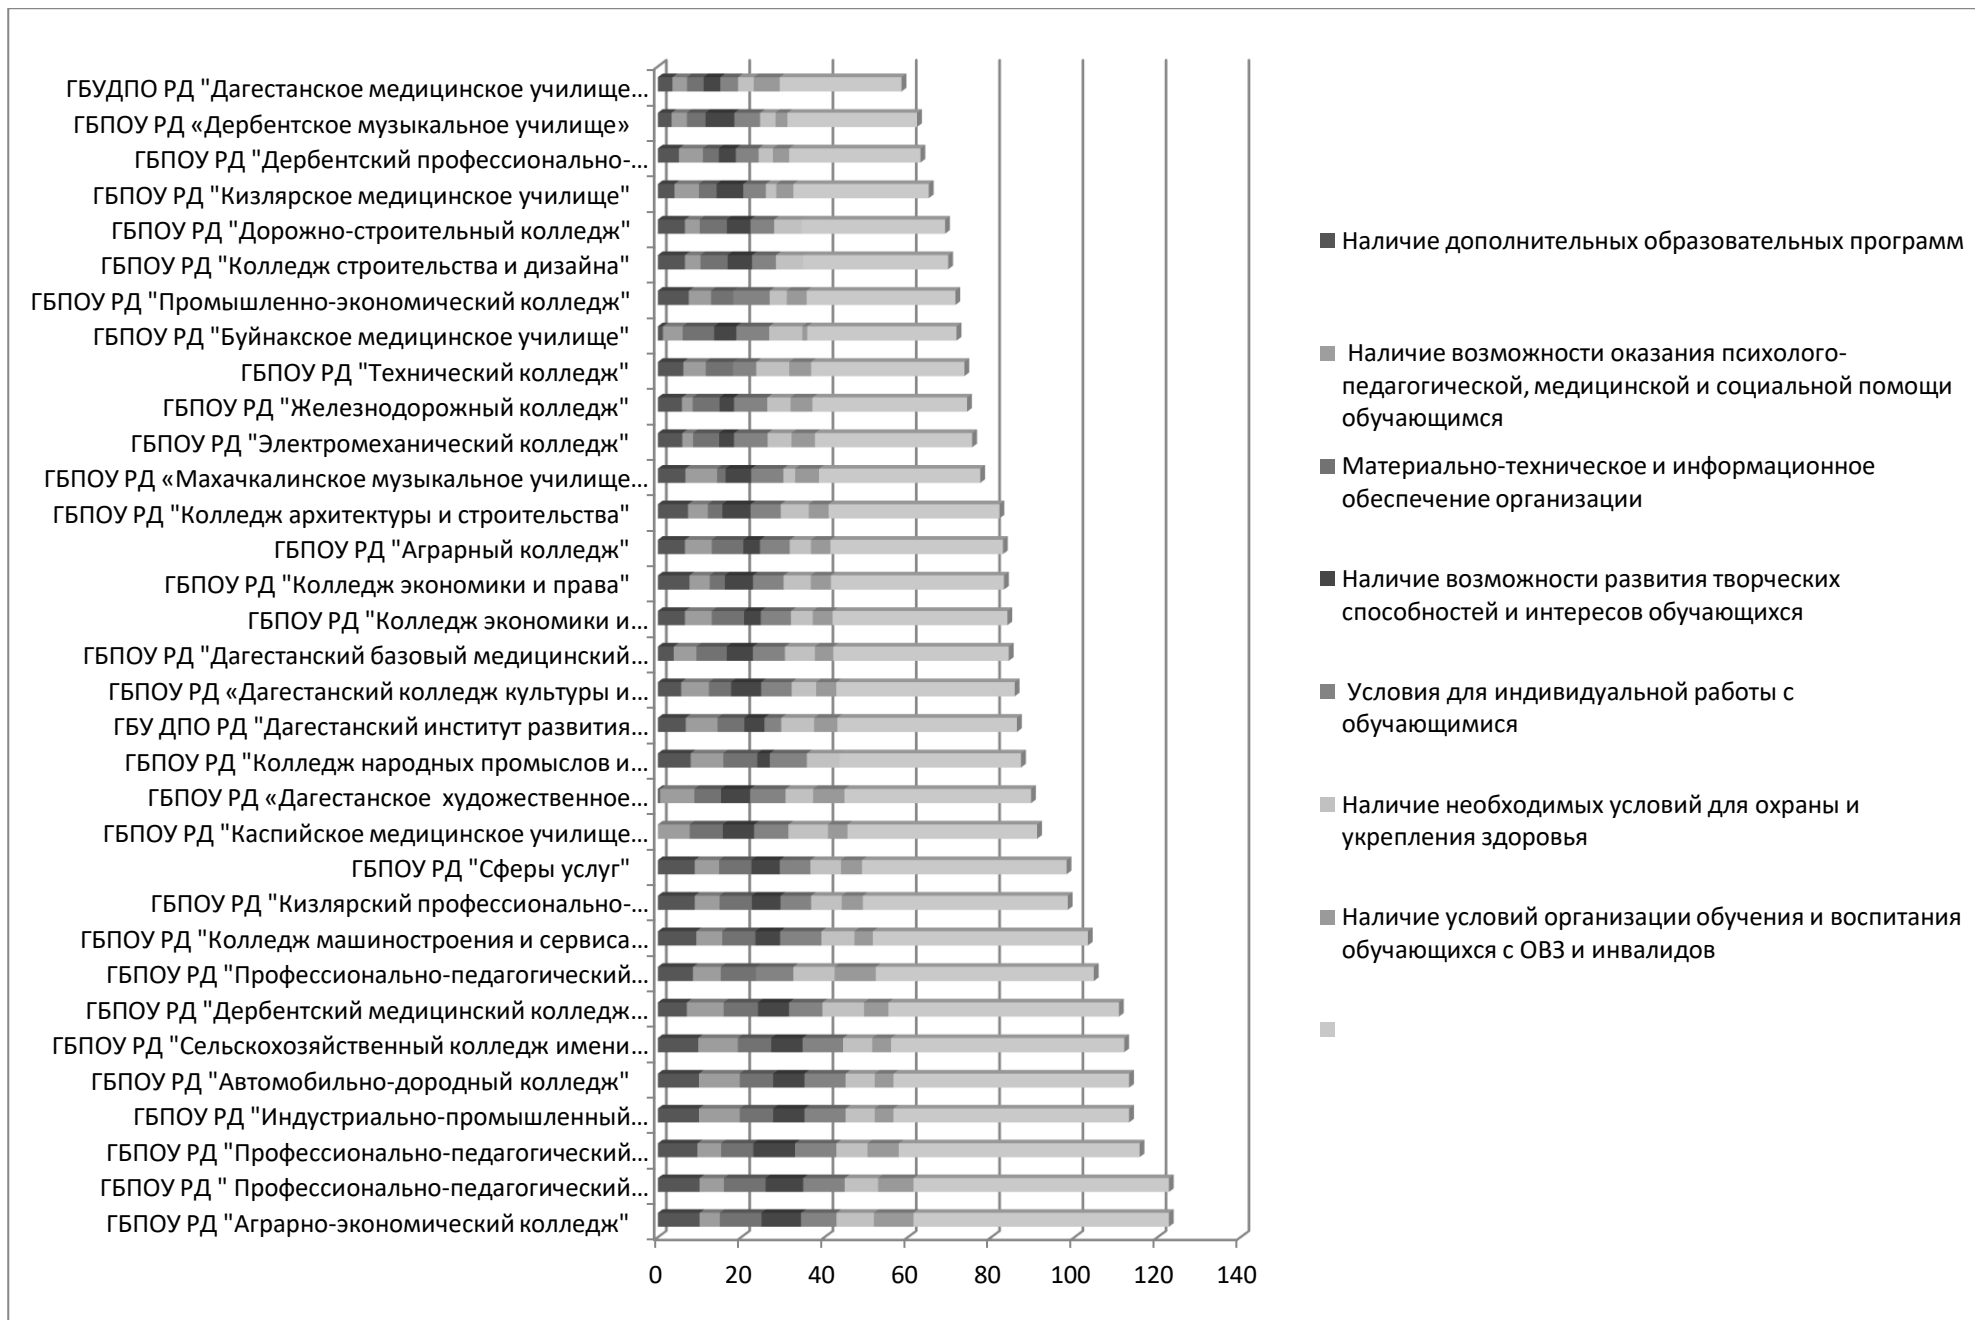 ГБУДПО РД "Дагестанское медицинское училище...
ГБПОУ РД «Дербентское музыкальное училище»
ГБПОУ РД "Дербентский профессионально-...
ГБПОУ РД "Кизлярское медицинское училище"
ГБПОУ РД "Дорожно-строительный колледж"
ГБПОУ РД "Колледж строительства и дизайна"
ГБПОУ РД "Промышленно-экономический колледж"
ГБПОУ РД "Буйнакское медицинское училище"
ГБПОУ РД "Технический колледж"
ГБПОУ РД "Железнодорожный колледж"
ГБПОУ РД "Электромеханический колледж"
ГБПОУ РД «Махачкалинское музыкальное училище...
ГБПОУ РД "Колледж архитектуры и строительства"
ГБПОУ РД "Аграрный колледж"
ГБПОУ РД "Колледж экономики и права"
ГБПОУ РД "Колледж экономики и...
ГБПОУ РД "Дагестанский базовый медицинский...
ГБПОУ РД «Дагестанский колледж культуры и...
ГБУ ДПО РД "Дагестанский институт развития...
ГБПОУ РД "Колледж народных промыслов и...
ГБПОУ РД «Дагестанское  художественное...
ГБПОУ РД "Каспийское медицинское училище...
ГБПОУ РД "Сферы услуг"
ГБПОУ РД "Кизлярский профессионально-...
ГБПОУ РД "Колледж машиностроения и сервиса...
ГБПОУ РД "Профессионально-педагогический...
ГБПОУ РД "Дербентский медицинский колледж...
ГБПОУ РД "Сельскохозяйственный колледж имени...
ГБПОУ РД "Автомобильно-дородный колледж"
ГБПОУ РД "Индустриально-промышленный...
ГБПОУ РД "Профессионально-педагогический...
ГБПОУ РД " Профессионально-педагогический...
ГБПОУ РД "Аграрно-экономический колледж"
0 20 40 60 80 100 120 140
Наличие дополнительных образовательных программ
Наличие возможности оказания психолого-
педагогической, медицинской и социальной помощи
обучающимся
Материально-техническое и информационное
обеспечение организации
Наличие возможности развития творческих
способностей и интересов обучающихся
Условия для индивидуальной работы с
обучающимися
Наличие необходимых условий для охраны и
укрепления здоровья
Наличие условий организации обучения и воспитания
обучающихся с ОВЗ и инвалидов